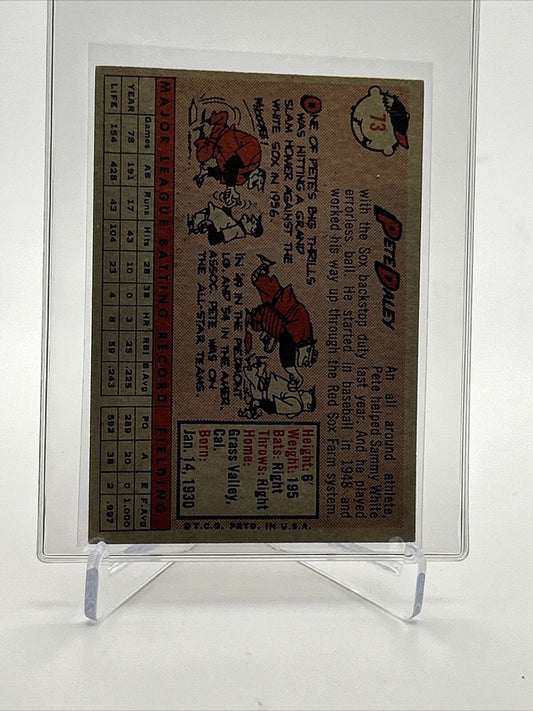 73
PETE DALEY
An all around athlete,
Pete helped Sammy White
with the Sox backstop duty last year. And he played
errorless ball. He started in baseball in 1948 and
worked his way up through the Red Sox Farm system
ONE OF PETE'S BIG THRILLS
WAS HITTING A GRAND
SLAM HOMER AGAINST THE
WHITE SOX IN 1956.
IN '49 IN THE PIEDMONT
LG. AND '54 IN THE AMER.
ASSOC. PETE WAS ON
THE ALL-STAR TEAMS.
Height: 6'
Weight: 195
Bats: Right
Throws: Right
Home:
Grass Valley,
Cal.
Born:
Jan. 14, 1930
©T.C.G. PRTD. IN U.S.A.
MAJOR LEAGUE BATTING RECORD FIELDING
Games AB Runs Hits 2B 3B HR RBI B.Avg PO A E F.Avg
YEAR 78 191 17 43 10 0 3 25 .225 289 20 0 1.000
LIFE 154 428 43 104 23 4 8 59 .243 592 38 2 .997